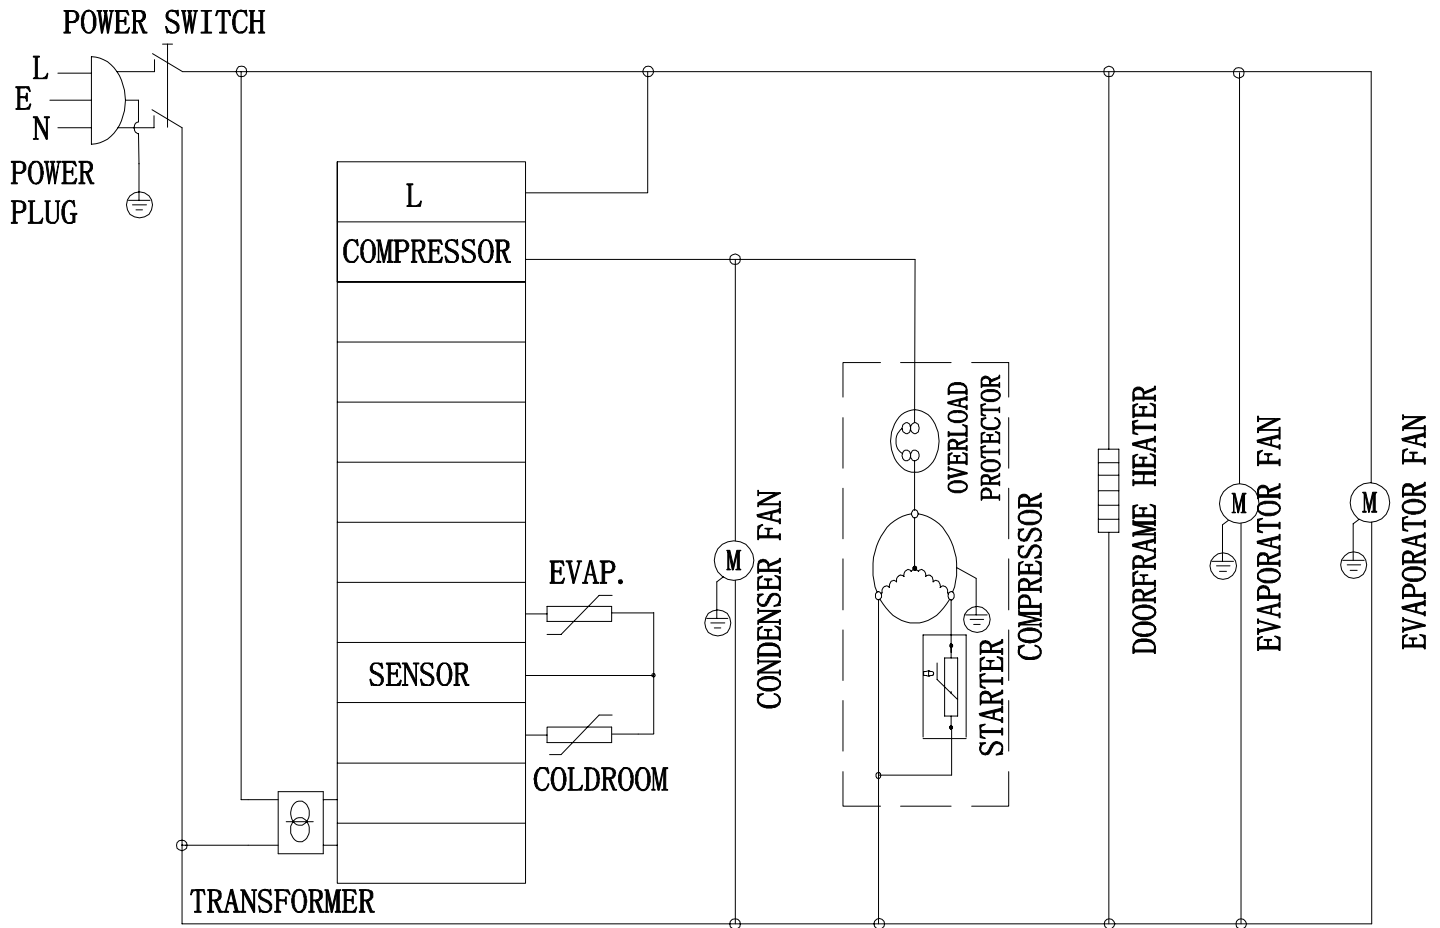 POWER SWITCH
L
E
N
POWER
PLUG
L
COMPRESSOR
EVAP.
SENSOR
COLDROOM
TRANSFORMER
M
CONDENSER FAN
OVERLOAD
PROTECTOR
COMPRESSOR
STARTER
DOORFRAME HEATER
M
EVAPORATOR FAN
M
EVAPORATOR FAN